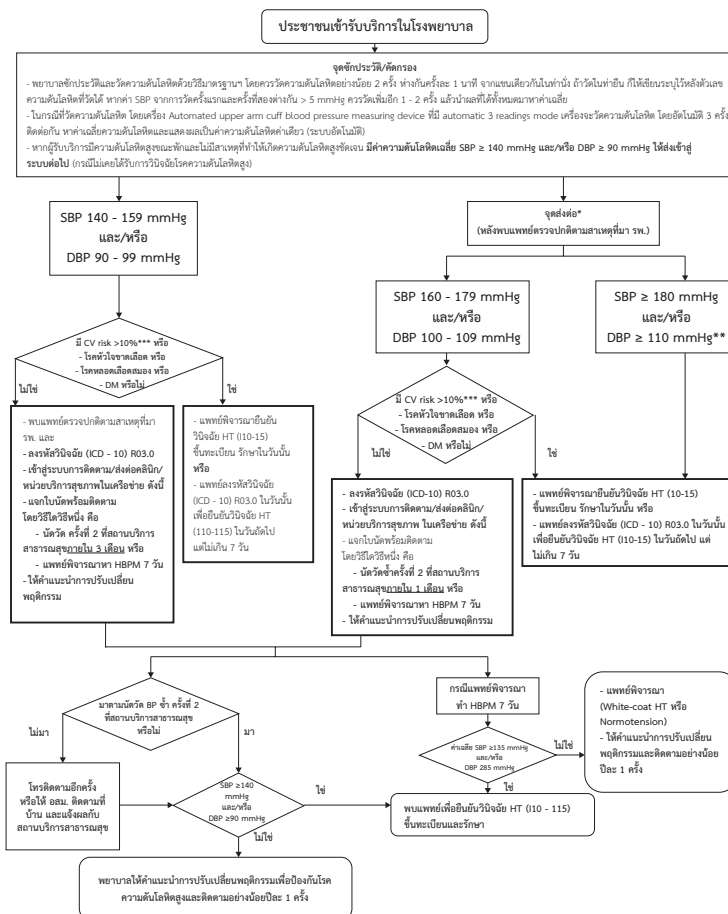 ประชาชนเข้ารับบริการในโรงพยาบาล
จุดซักประวัติ/คัดกรอง
- พยาบาลซักประวัติและวัดความดันโลหิตด้วยวิธีมาตรฐานฯ โดยควรวัดความดันโลหิตอย่างน้อย 2 ครั้ง ห่างกันครั้งละ 1 นาที จากแขนเดียวกันในท่านั่ง ถ้าวัดในท่ายืน ก็ให้เขียนระบุไว้หลังตัวเลข
ความดันโลหิตที่วัดได้ หากค่า SBP จากการวัดครั้งแรกและครั้งที่สองต่างกัน > 5 mmHg ควรวัดเพิ่มอีก 1 - 2 ครั้ง แล้วนำผลที่ได้ทั้งหมดมาหาค่าเฉลี่ย
- ในกรณีที่วัดความดันโลหิต โดยเครื่อง Automated upper arm cuff blood pressure measuring device ที่มี automatic 3 readings mode เครื่องจะวัดความดันโลหิต โดยอัตโนมัติ 3 ครั้ง
ติดต่อกัน หาค่าเฉลี่ยความดันโลหิตและแสดงผลเป็นค่าความดันโลหิตค่าเดียว (ระบบอัตโนมัติ)
- หากผู้รับบริการมีความดันโลหิตสูงขณะพักและไม่มีสาเหตุที่ทำให้เกิดความดันโลหิตสูงชัดเจน มีค่าความดันโลหิตเฉลี่ย SBP ≥ 140 mmHg และ/หรือ DBP ≥ 90 mmHg ให้ส่งเข้าสู่
ระบบต่อไป (กรณีไม่เคยได้รับการวินิจฉัยโรคความดันโลหิตสูง)
SBP 140 - 159 mmHg
และ/หรือ
DBP 90 - 99 mmHg
จุดส่งต่อ*
(หลังพบแพทย์ตรวจปกติตามสาเหตุที่มา รพ.)
SBP 160 - 179 mmHg
และ/หรือ
DBP 100 - 109 mmHg
SBP ≥ 180 mmHg
และ/หรือ
DBP ≥ 110 mmHg**
มี CV risk >10%*** หรือ
- โรคหัวใจขาดเลือด หรือ
- โรคหลอดเลือดสมอง หรือ
- DM หรือไม่
ไม่ใช่
ใช่
- พบแพทย์ตรวจปกติตามสาเหตุที่มา
รพ. และ
- ลงรหัสวินิจฉัย (ICD - 10) R03.0
- เข้าสู่ระบบการติดตาม/ส่งต่อคลินิก/
หน่วยบริการสุขภาพในเครือข่าย ดังนี้
- แจกใบนัดพร้อมติดตาม
โดยวิธีใดวิธีหนึ่ง คือ
- นัดวัด ครั้งที่ 2 ที่สถานบริการ
สาธารณสุขภายใน 3 เดือน หรือ
- แพทย์พิจารณาหา HBPM 7 วัน
- ให้คำแนะนำการปรับเปลี่ยน
พฤติกรรม
- แพทย์พิจารณายืนยัน
วินิจฉัย HT (I10-15)
ขึ้นทะเบียน รักษาในวันนั้น
หรือ
- แพทย์ลงรหัสวินิจฉัย
(ICD - 10) R03.0 ในวันนั้น
เพื่อยืนยันวินิจฉัย HT
(110-115) ในวันถัดไป
แต่ไม่เกิน 7 วัน
มี CV risk >10%*** หรือ
- โรคหัวใจขาดเลือด หรือ
- โรคหลอดเลือดสมอง หรือ
- DM หรือไม่
ไม่ใช่
ใช่
- ลงรหัสวินิจฉัย (ICD-10) R03.0
- เข้าสู่ระบบการติดตาม/ส่งต่อคลินิก/
หน่วยบริการสุขภาพ ในเครือข่าย ดังนี้
- แจกใบนัดพร้อมติดตาม
โดยวิธีใดวิธีหนึ่ง คือ
- นัดวัดซ้ำครั้งที่ 2 ที่สถานบริการ
สาธารณสุขภายใน 1 เดือน หรือ
- แพทย์พิจารณาหา HBPM 7 วัน
- ให้คำแนะนำการปรับเปลี่ยนพฤติกรรม
- แพทย์พิจารณายืนยันวินิจฉัย HT (10-15)
ขึ้นทะเบียน รักษาในวันนั้น หรือ
- แพทย์ลงรหัสวินิจฉัย (ICD - 10) R03.0 ในวันนั้น
เพื่อยืนยันวินิจฉัย HT (I10-15) ในวันถัดไป แต่
ไม่เกิน 7 วัน
มาตามนัดวัด BP ซ้ำ ครั้งที่ 2
ที่สถานบริการสาธารณสุข
หรือไม่
ไม่มา
มา
โทรติดตามอีกครั้ง
หรือให้ อสม. ติดตามที่
บ้าน และแจ้งผลกับ
สถานบริการสาธารณสุข
SBP ≥140
mmHg
และ/หรือ
DBP ≥90 mmHg
ใช่
ไม่ใช่
กรณีแพทย์พิจารณา
ทำ HBPM 7 วัน
ค่าเฉลี่ย SBP ≥135 mmHg
และ/หรือ
DBP 285 mmHg
ไม่ใช่
ใช่
- แพทย์พิจารณา
(White-coat HT หรือ
Normotension)
- ให้คำแนะนำการปรับเปลี่ยน
พฤติกรรมและติดตามอย่างน้อย
ปีละ 1 ครั้ง
พบแพทย์เพื่อยืนยันวินิจฉัย HT (I10 - 115)
ขึ้นทะเบียนและรักษา
พยาบาลให้คำแนะนำการปรับเปลี่ยนพฤติกรรมเพื่อป้องกันโรค
ความดันโลหิตสูงและติดตามอย่างน้อยปีละ 1 ครั้ง